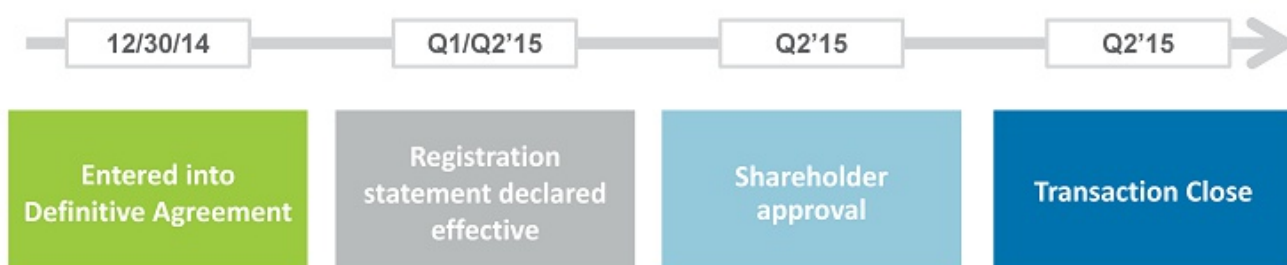 12/30/14
Q1/Q2’15
Q2’15
Q2’15
Entered into
Definitive Agreement
Registration
statement declared
effective
Shareholder
approval
Transaction Close